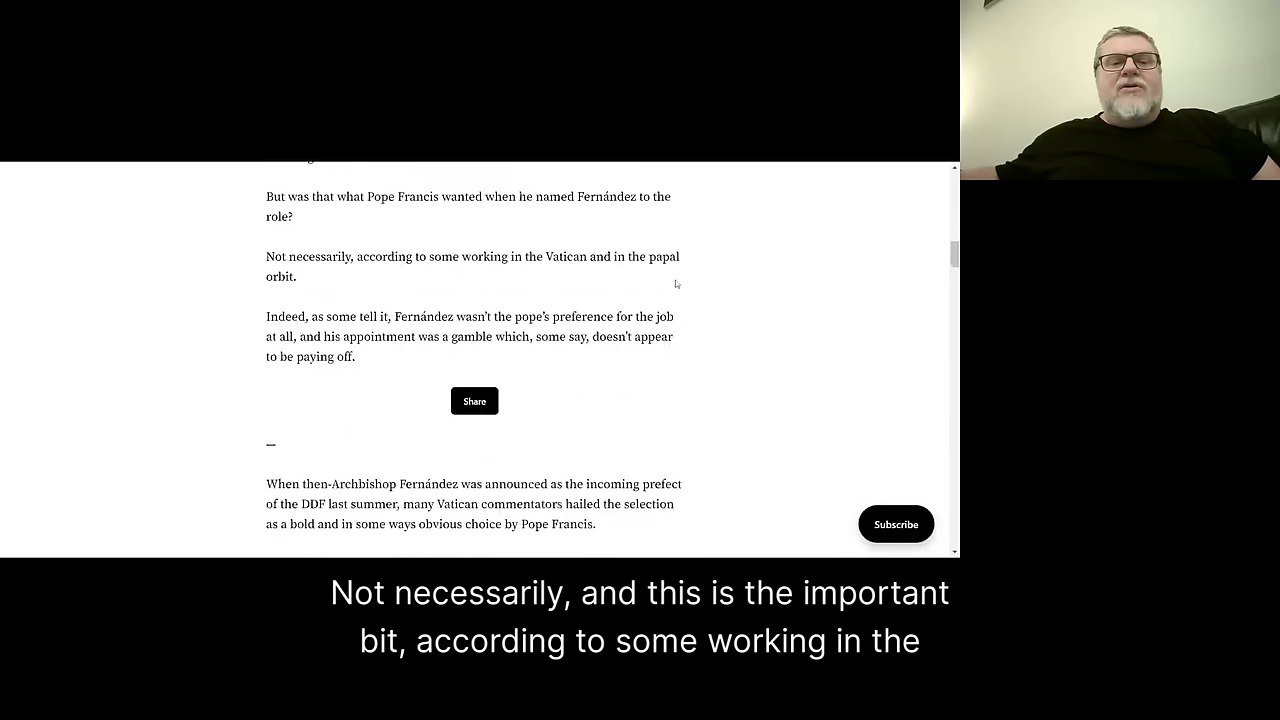 But was that what Pope Francis wanted when he named Fernández to the
role?
Not necessarily, according to some working in the Vatican and in the papal
orbit.
Indeed, as some tell it, Fernández wasn’t the pope’s preference for the job
at all, and his appointment was a gamble which, some say, doesn’t appear
to be paying off.
Share
—
When then-Archbishop Fernández was announced as the incoming prefect
of the DDF last summer, many Vatican commentators hailed the selection
as a bold and in some ways obvious choice by Pope Francis.
Subscribe
Not necessarily, and this is the important
bit, according to some working in the